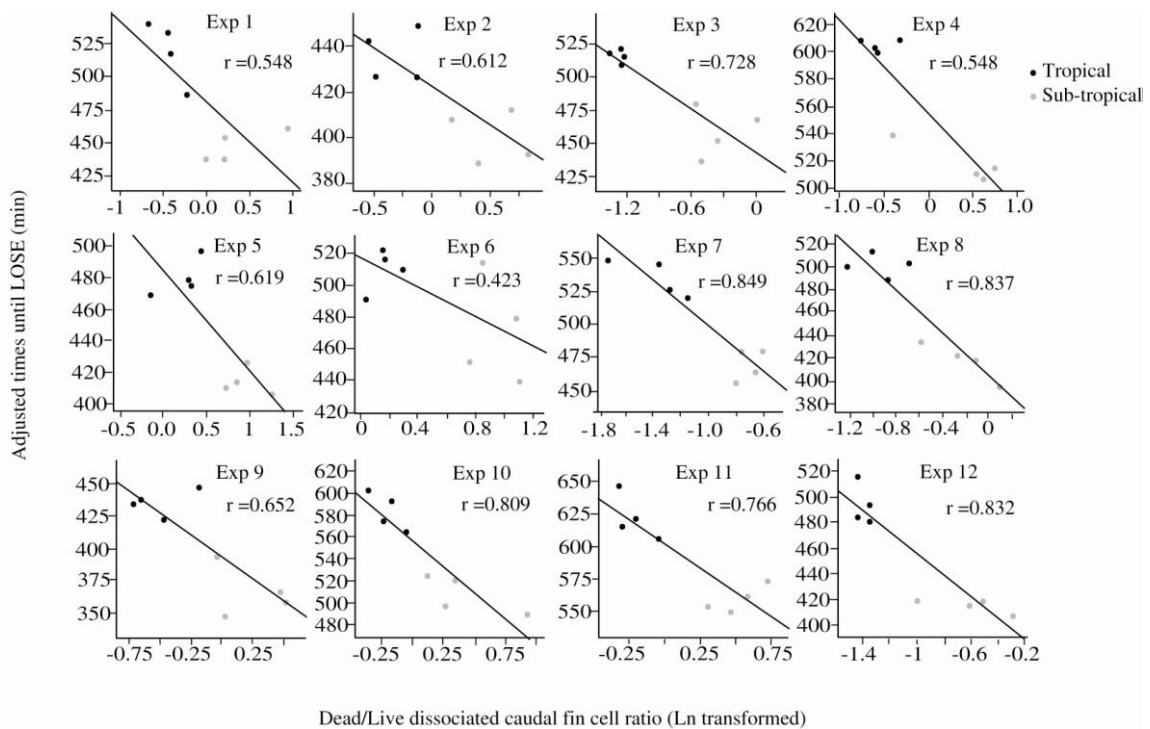 Exp 1
r =0.548
525
500
475
450
425
-1 -0.5 0.0 0.5 1
Exp 2
r =0.612
440
420
400
380
-0.5 0 0.5
Exp 3
r =0.728
525
500
475
450
425
-1.2 -0.6 0
Exp 4
r =0.548
620
600
580
560
540
520
500
-1.0 -0.5 0 0.5 1.0
Tropical
Sub-tropical
Adjusted times until LOSE (min)
Exp 5
r =0.619
500
480
460
440
420
400
-0.5 0.0 0.5 1 1.5
Exp 6
r =0.423
520
500
480
460
440
420
0 0.4 0.8 1.2
Exp 7
r =0.849
550
525
500
475
450
-1.8 -1.4 -1.0 -0.6
Exp 8
r =0.837
520
500
480
460
440
420
400
380
-1.2 -0.8 -0.4 0
Exp 9
r =0.652
450
425
400
375
350
-0.75 -0.25 0.25
Exp 10
r =0.809
600
580
560
540
520
500
480
-0.25 0.25 0.75
Exp 11
r =0.766
650
625
600
575
550
-0.25 0.25 0.75
Exp 12
r =0.832
520
500
480
460
440
420
400
-1.4 -1 -0.6 -0.2
Dead/Live dissociated caudal fin cell ratio (Ln transformed)